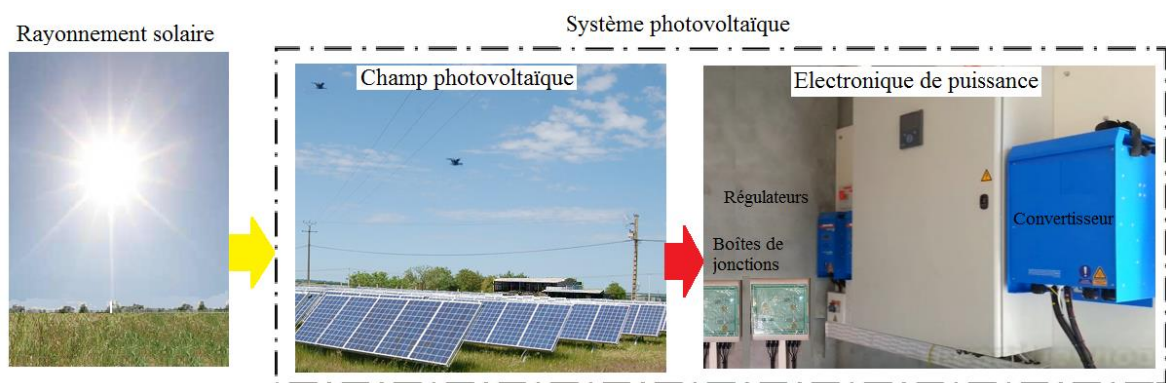 Système photovoltaïque
Rayonnement solaire
Champ photovoltaïque
Electronique de puissance
Régulateurs
Convertisseur
Boîtes de
jonctions